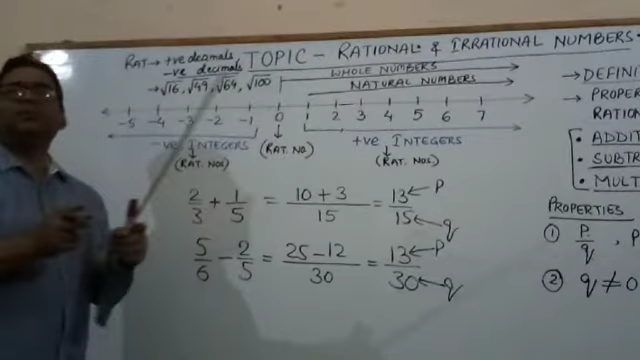 TOPIC - RATIONAL & IRRATIONAL NUMBERS
RAT → +ve decimals
-ve decimals
→ √16, √49, √64, √100
WHOLE NUMBERS
NATURAL NUMBERS
-5 -4 -3 -2 -1 0 1 2 3 4 5 6 7
-ve INTEGERS
+ve INTEGERS
(RAT. NOS) (RAT. NO) (RAT. NOS)
2/3 + 1/5 = 10 + 3/15 = 13/15 ← p ← q
5/6 - 2/5 = 25 - 12/30 = 13/30 ← p ← q
→ DEFINI
→ PROPER
RATION
• ADDIT
• SUBTR
• MULT
PROPERTIES
① p/q , P
② q ≠ 0